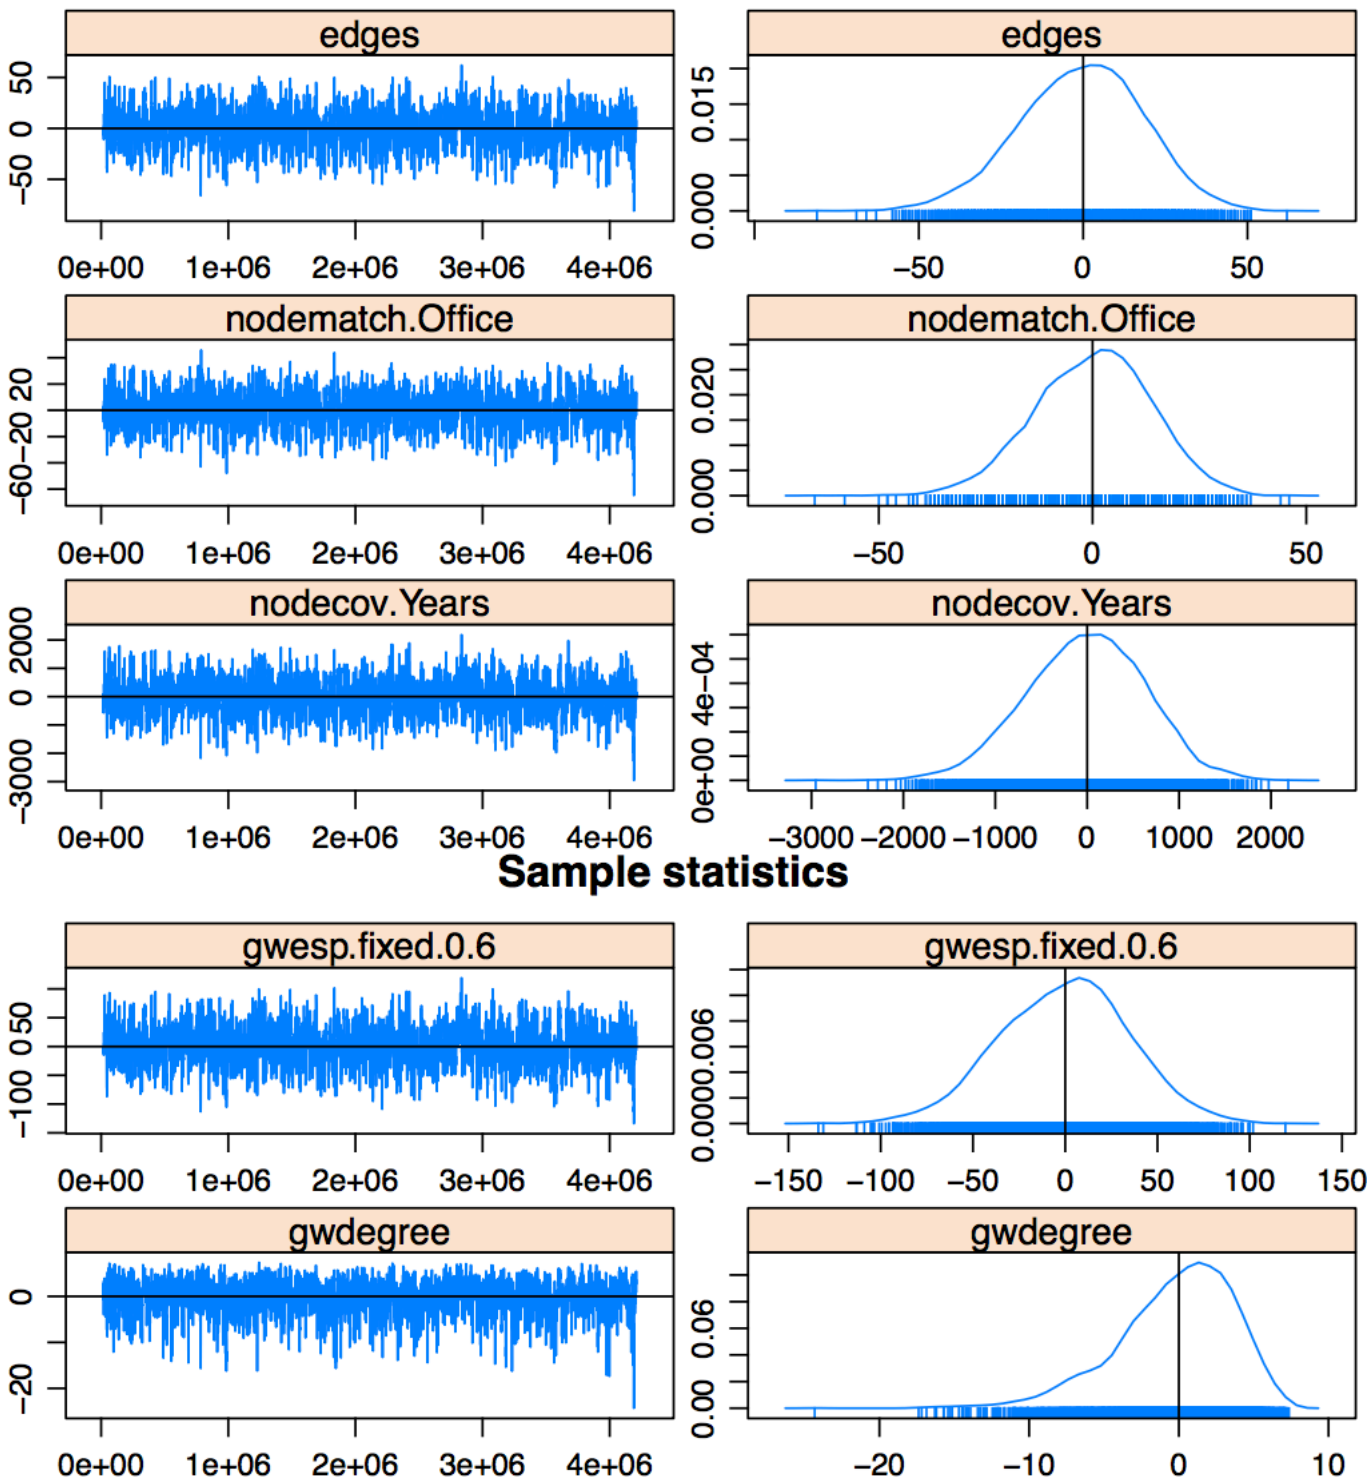 edges
edges
50
0
−50
0.015
0.000
0e+00 1e+06 2e+06 3e+06 4e+06
−50 0 50
nodematch.Office
nodematch.Office
20
−20
−60
0.020
0.000
0e+00 1e+06 2e+06 3e+06 4e+06
−50 0 50
nodecov.Years
nodecov.Years
2000
0
−3000
4e−04
0e+00
0e+00 1e+06 2e+06 3e+06 4e+06
−3000 −2000 −1000 0 1000 2000
Sample statistics
gwesp.fixed.0.6
gwesp.fixed.0.6
50
0
−100
0.0000.006
0e+00 1e+06 2e+06 3e+06 4e+06
−150 −100 −50 0 50 100 150
gwdegree
gwdegree
0
−20
0.06
0.00
0e+00 1e+06 2e+06 3e+06 4e+06
−20 −10 0 10